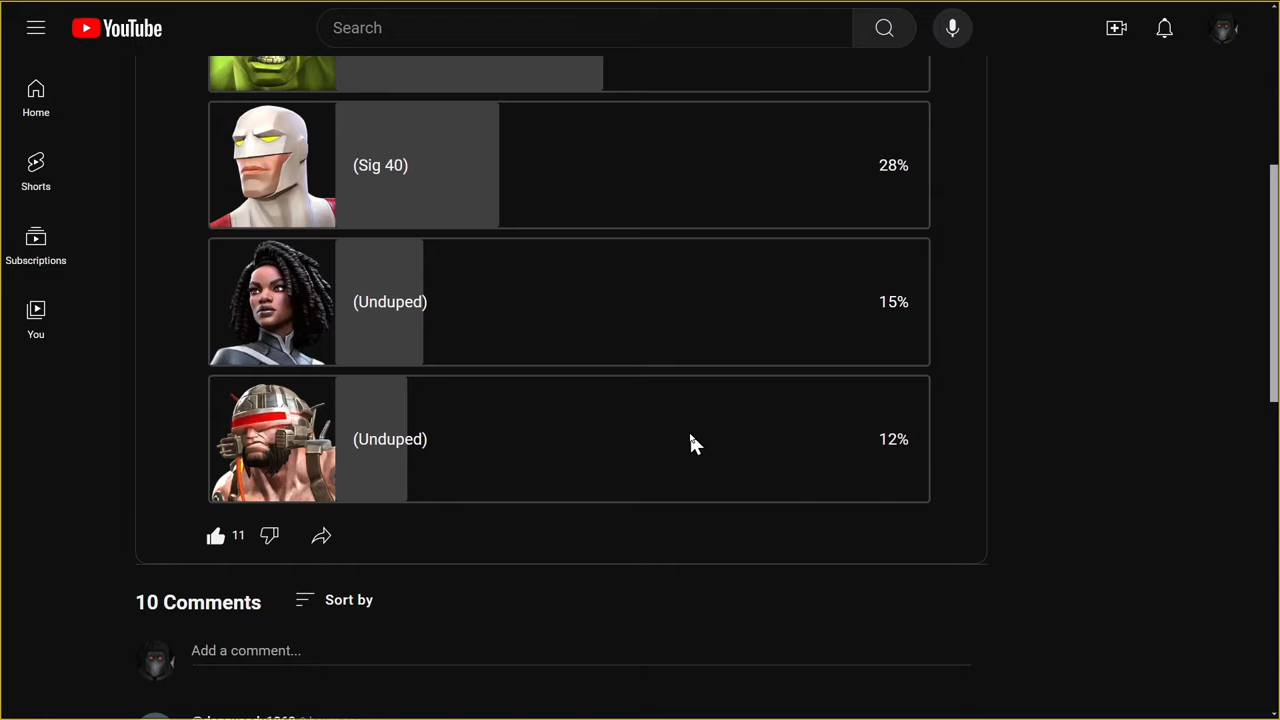 YouTube
Search
Home
Shorts
Subscriptions
You
(Sig 40)
28%
(Unduped)
15%
(Unduped)
12%
11
10 Comments
Sort by
Add a comment...